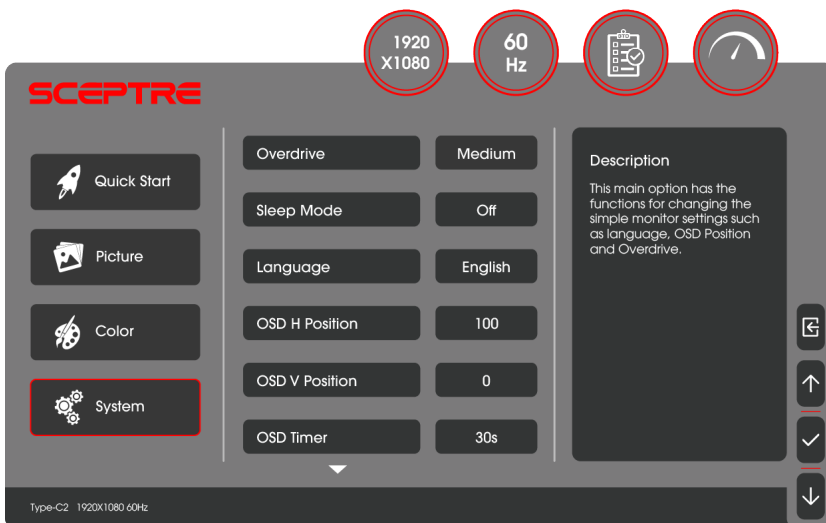 1920
X1080
60
Hz
SCEPTRE
Quick Start
Picture
Color
System
Overdrive Medium
Sleep Mode Off
Language English
OSD H Position 100
OSD V Position 0
OSD Timer 30s
Description
This main option has the
functions for changing the
simple monitor settings such
as language, OSD Position
and Overdrive.
Type-C2 1920X1080 60Hz